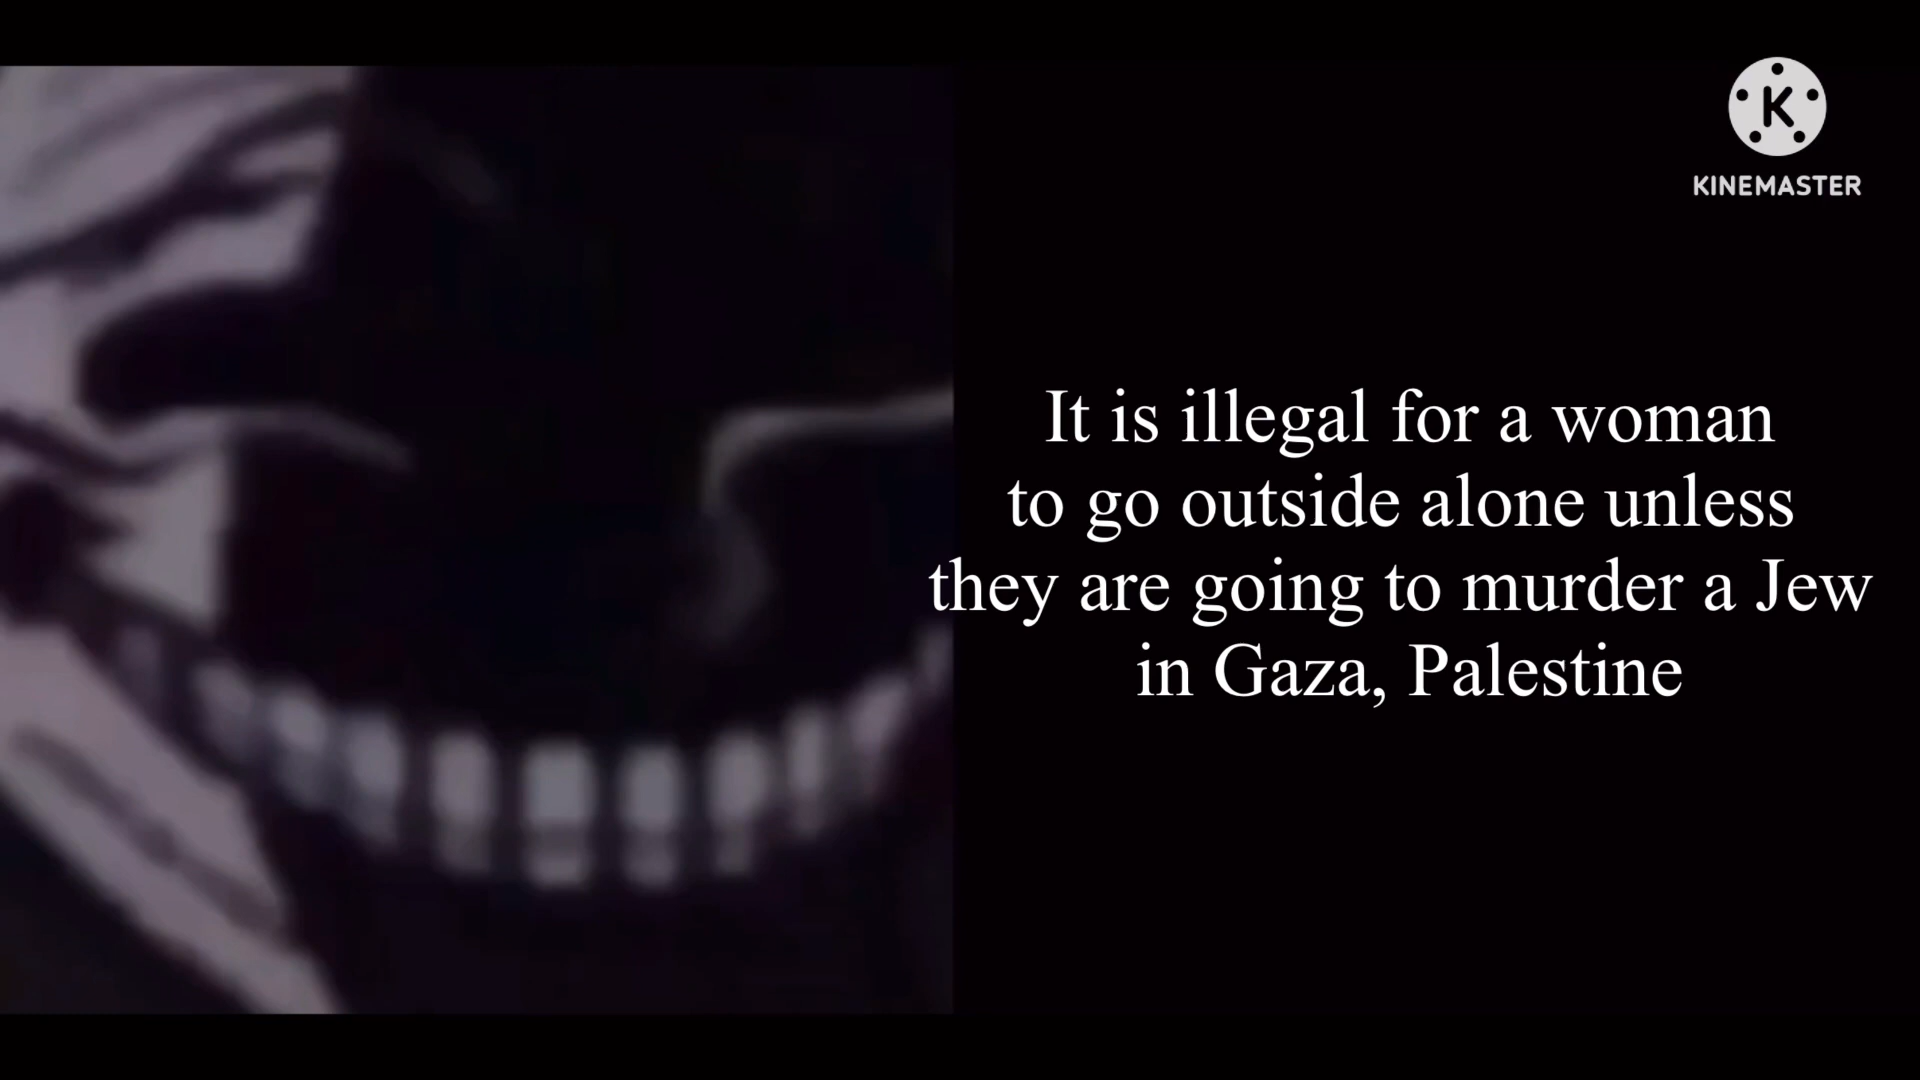 KINEMASTER
It is illegal for a woman
to go outside alone unless
they are going to murder a Jew
in Gaza, Palestine